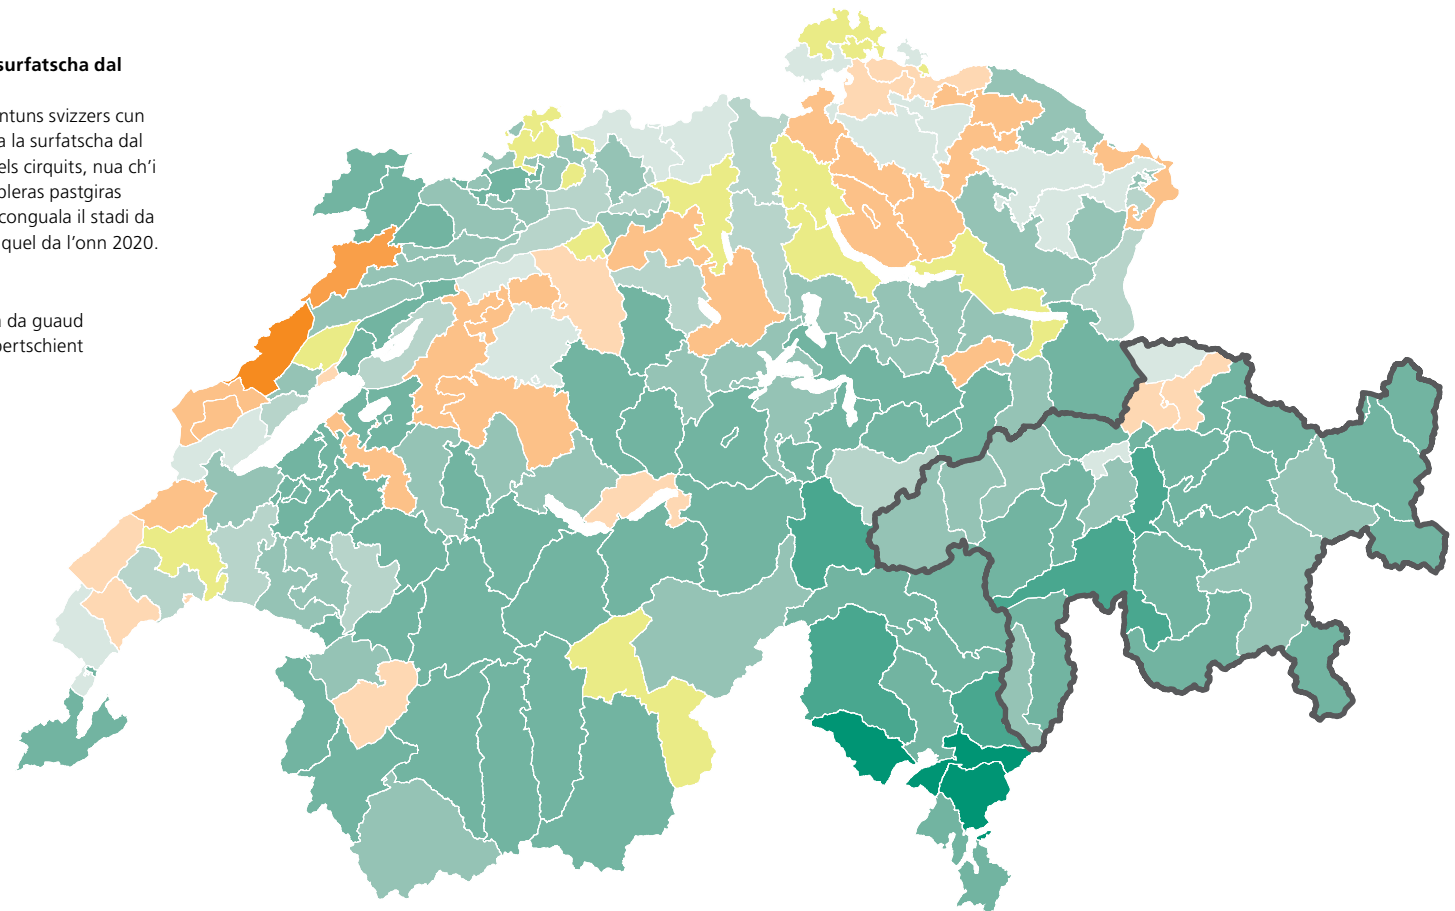 surfatscha dal
ntuns svizzers cun
a la surfatscha dal
els cirquits, nua ch’i
pleras pastgiras
conguala il stadi da
quel da l’onn 2020.
da guaud
pertschient